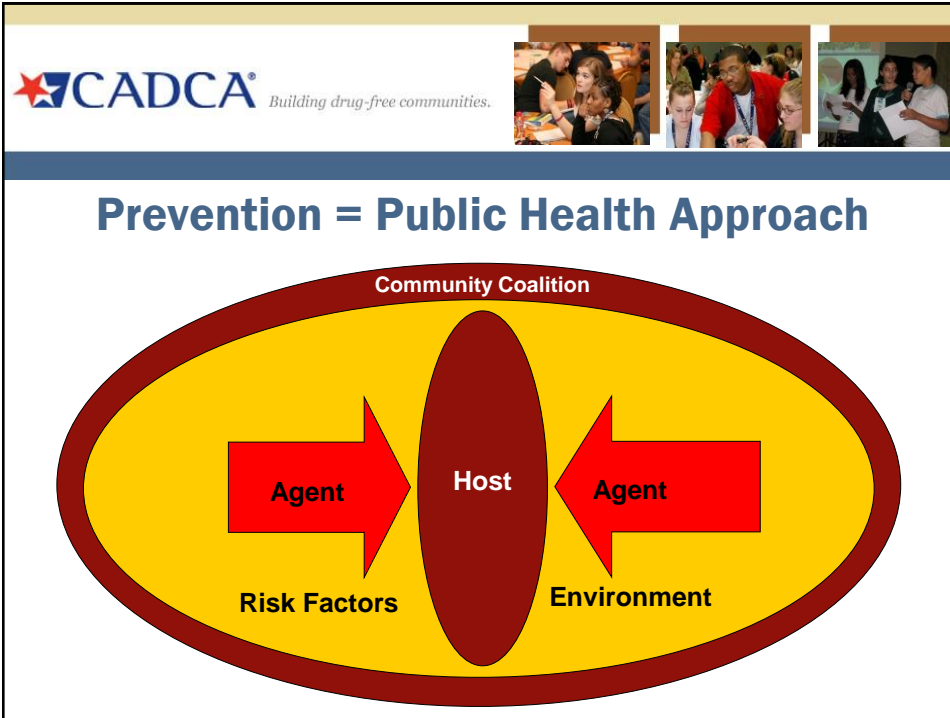 CADCA® Building drug-free communities.
Prevention = Public Health Approach
Community Coalition
Agent Host Agent
Risk Factors Environment